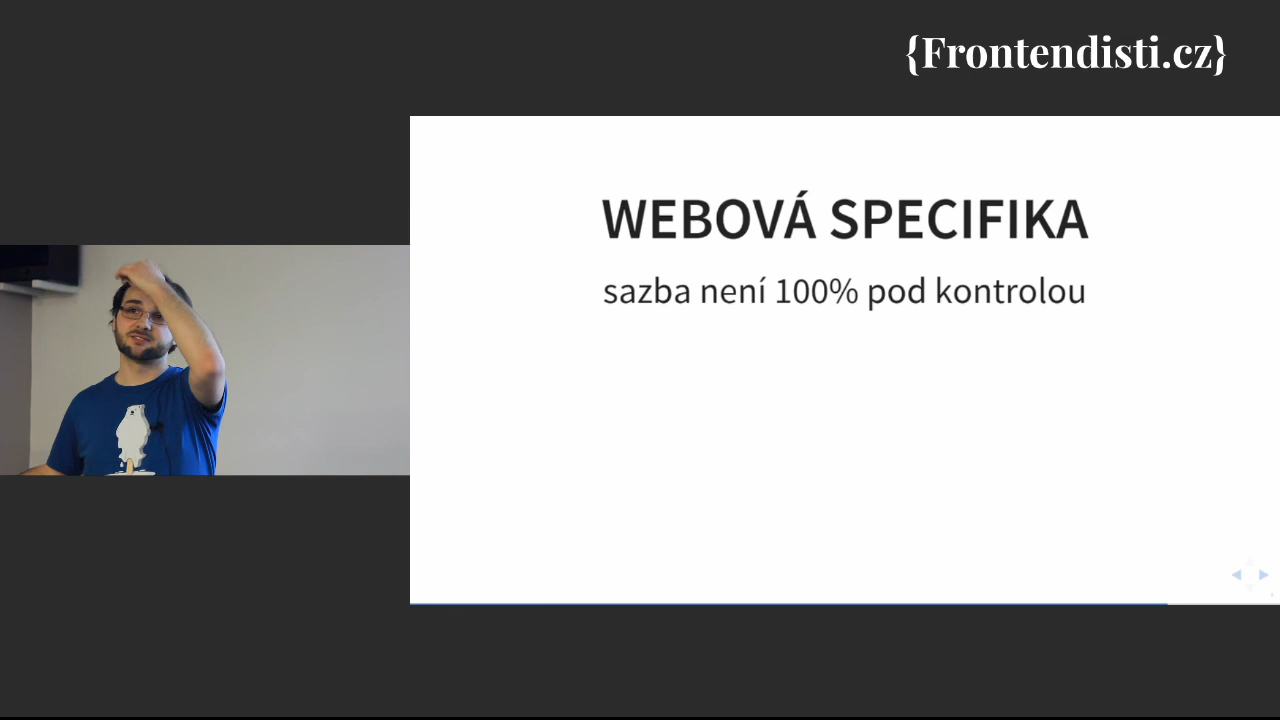 {Frontendisti.cz}
WEBOVÁ SPECIFIKA
sazba není 100% pod kontrolou